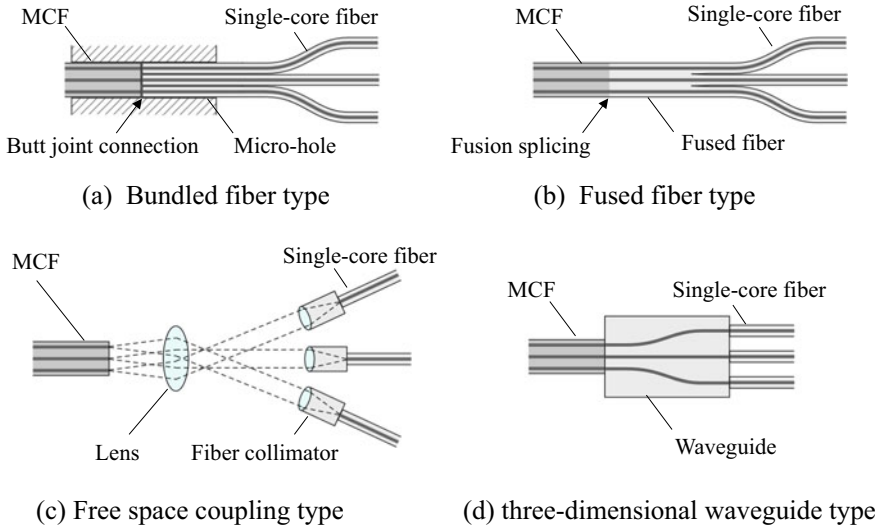 MCF
Single-core fiber
Butt joint connection
Micro-hole
(a) Bundled fiber type
MCF
Single-core fiber
Fusion splicing
Fused fiber
(b) Fused fiber type
MCF
Single-core fiber
Lens
Fiber collimator
(c) Free space coupling type
MCF
Single-core fiber
Waveguide
(d) three-dimensional waveguide type